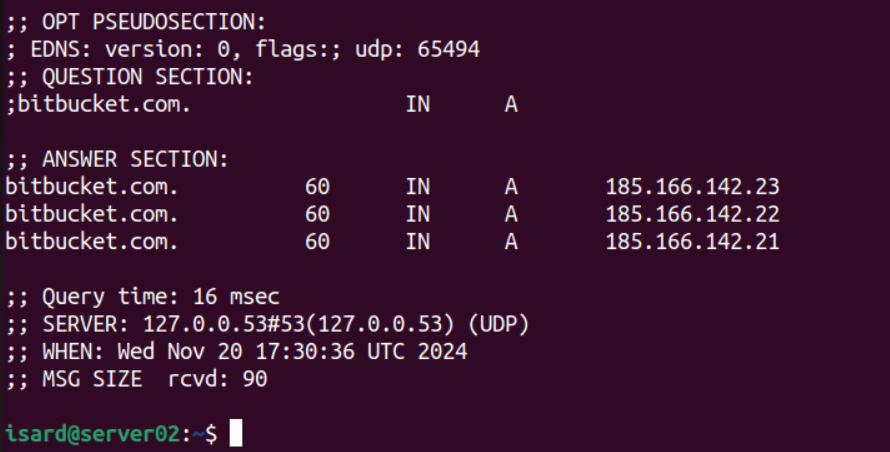 ;; OPT PSEUDOSECTION:
; EDNS: version: 0, flags:; udp: 65494
;; QUESTION SECTION:
;bitbucket.com.			IN	A

;; ANSWER SECTION:
bitbucket.com.		60	IN	A	185.166.142.23
bitbucket.com.		60	IN	A	185.166.142.22
bitbucket.com.		60	IN	A	185.166.142.21

;; Query time: 16 msec
;; SERVER: 127.0.0.53#53(127.0.0.53) (UDP)
;; WHEN: Wed Nov 20 17:30:36 UTC 2024
;; MSG SIZE  rcvd: 90

isard@server02:~$